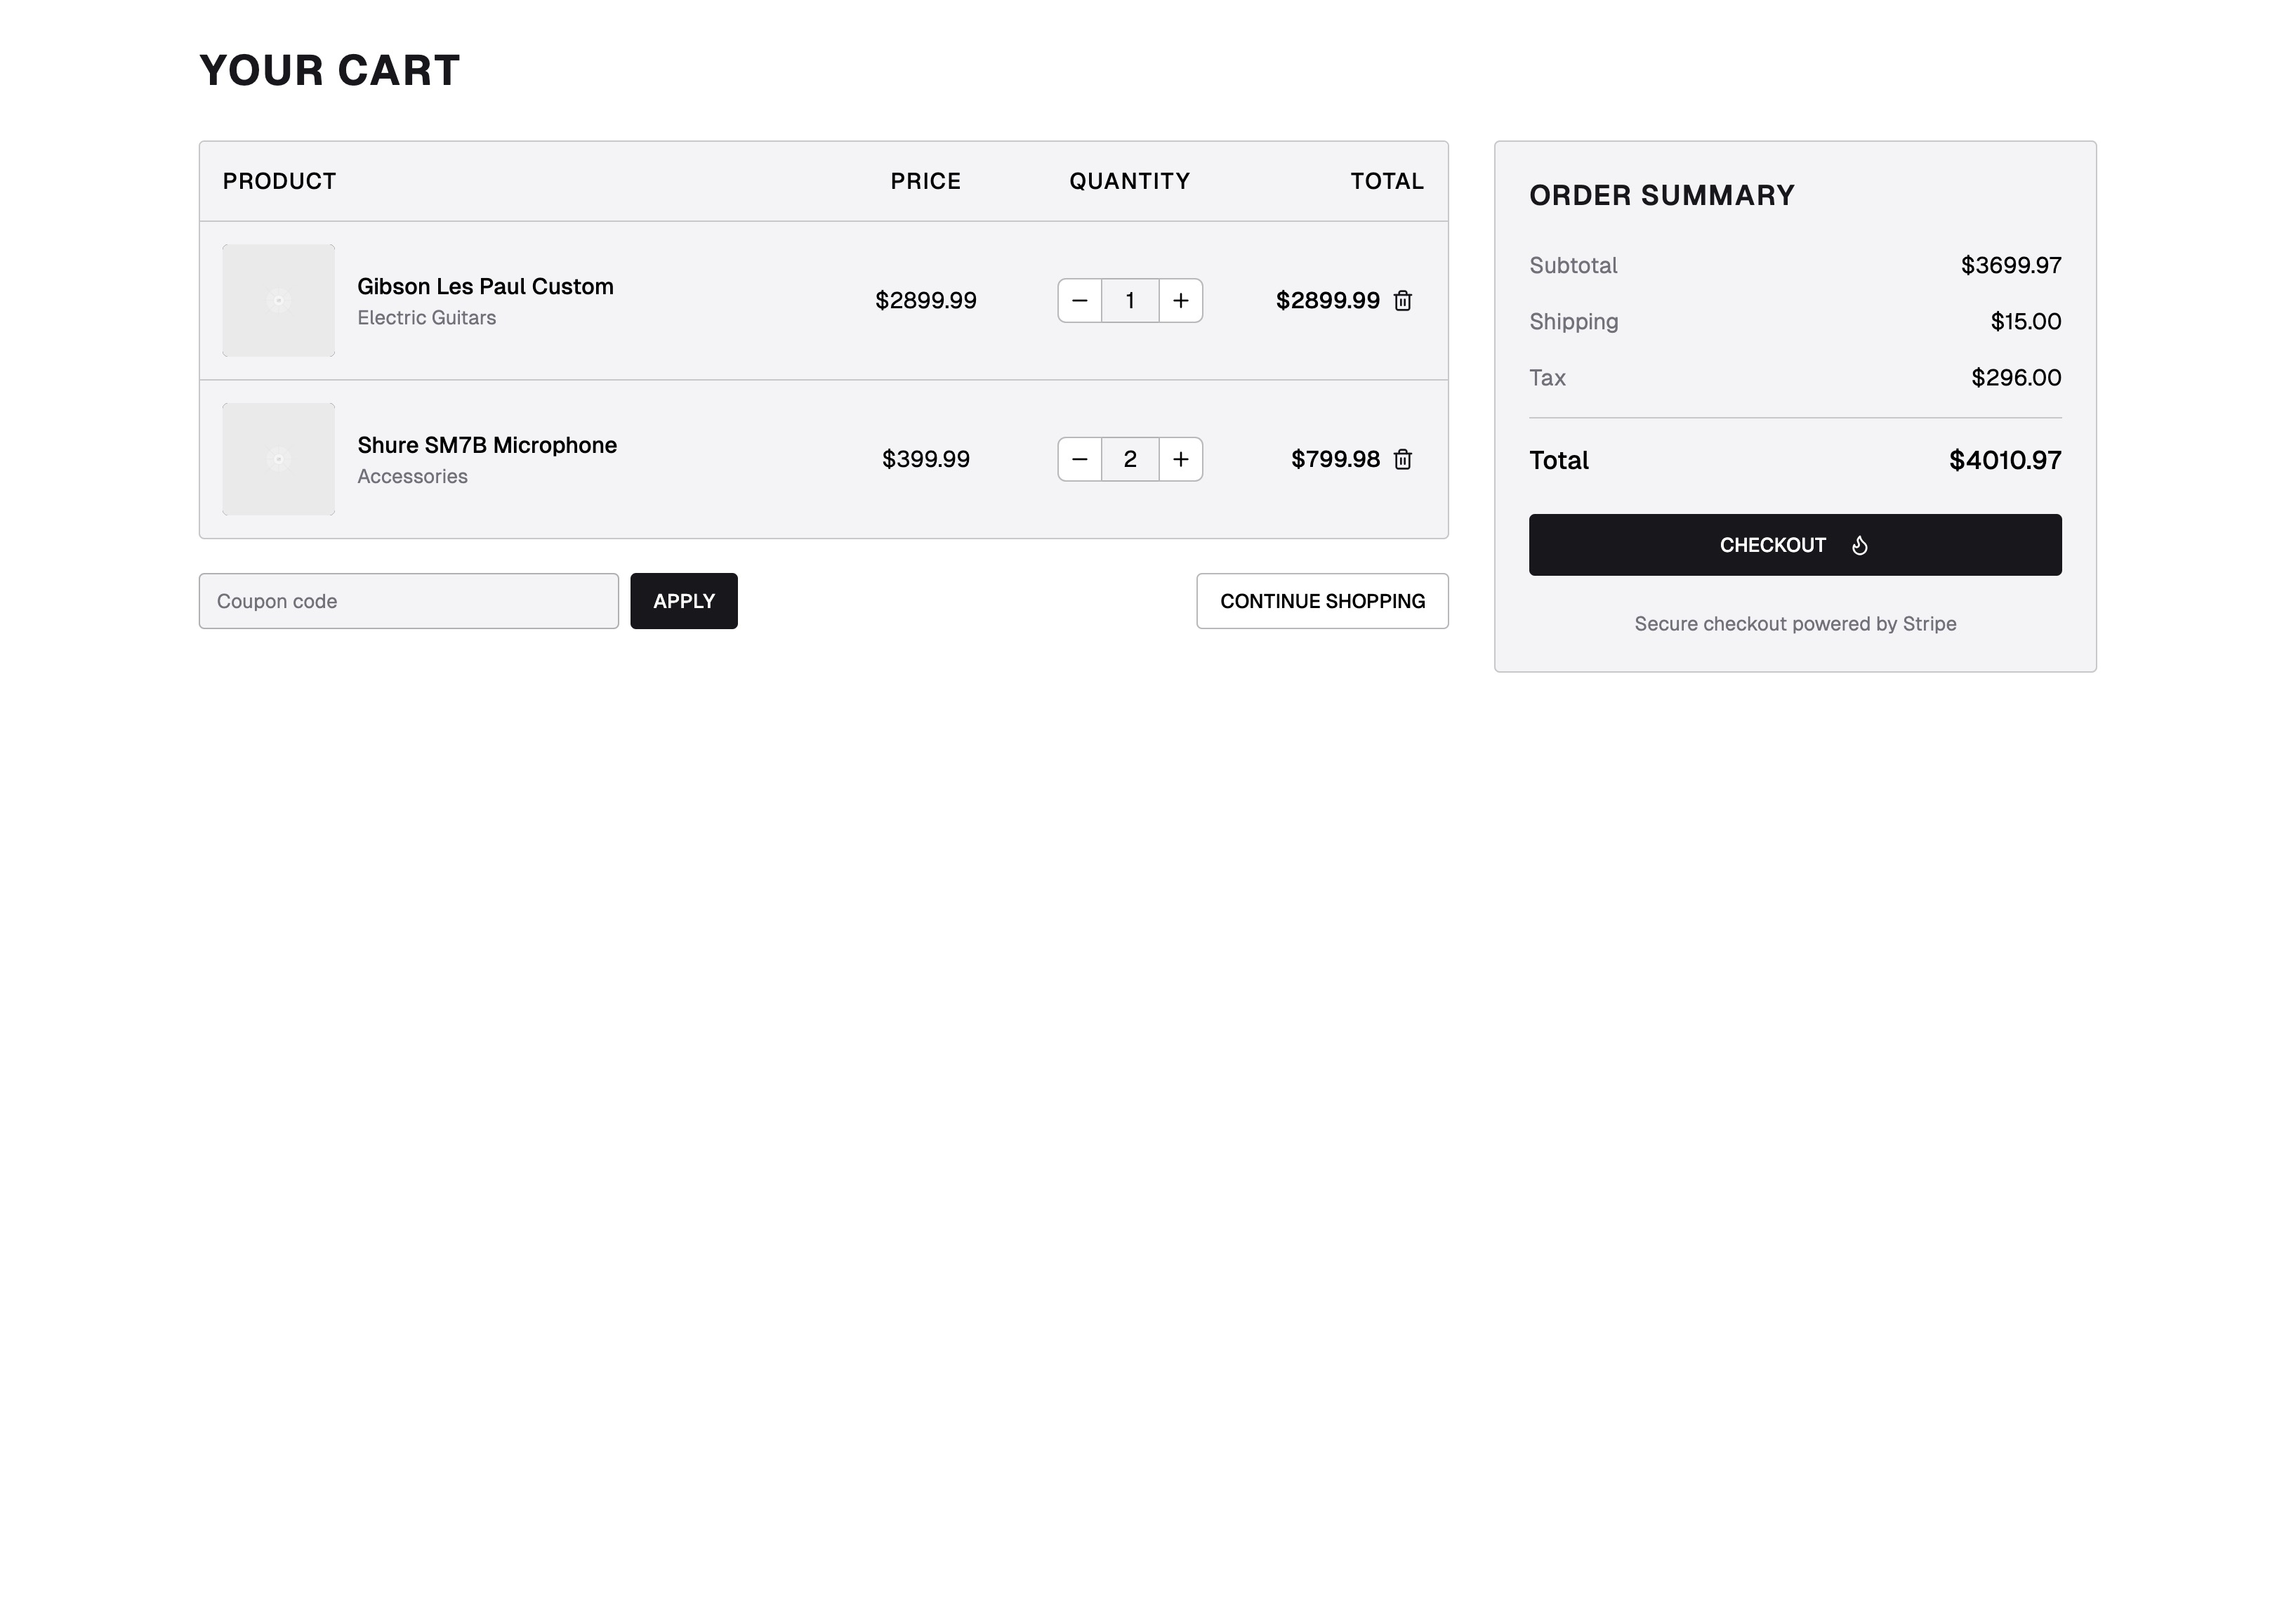 YOUR CART
PRODUCT PRICE QUANTITY TOTAL
Gibson Les Paul Custom
Electric Guitars
$2899.99 1 $2899.99
Shure SM7B Microphone
Accessories
$399.99 2 $799.98
Coupon code APPLY CONTINUE SHOPPING
ORDER SUMMARY
Subtotal $3699.97
Shipping $15.00
Tax $296.00
Total $4010.97
CHECKOUT
Secure checkout powered by Stripe